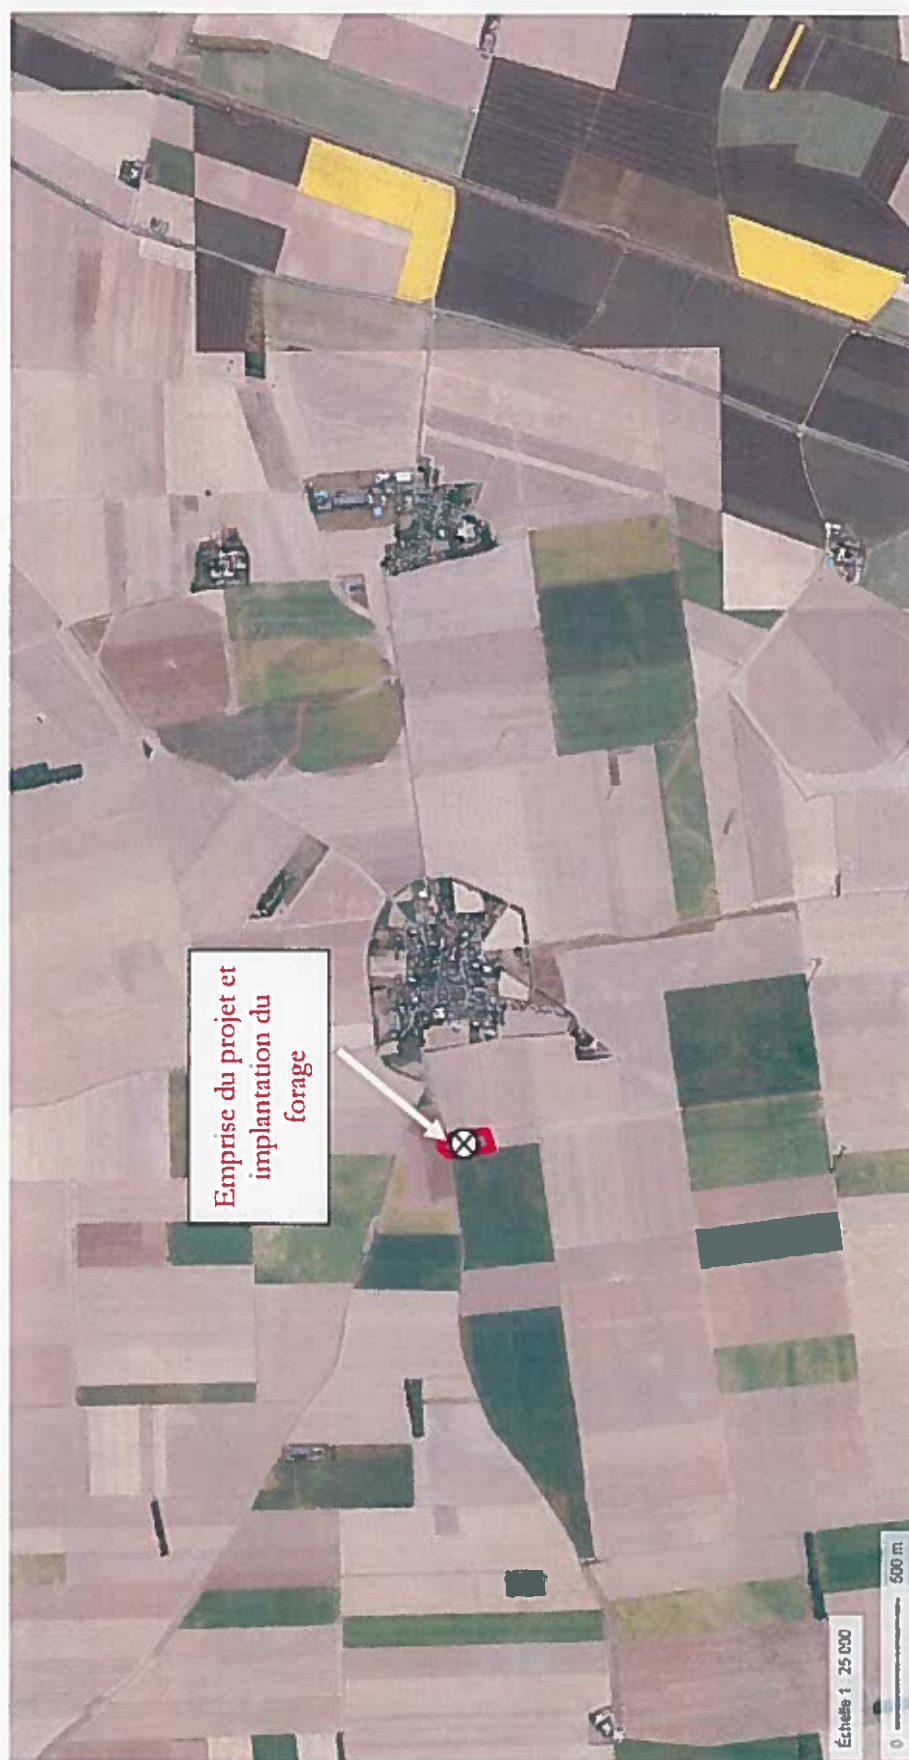 Emprise du projet et
implantation du
forage
Échelle 1 : 25 000
0 500 m